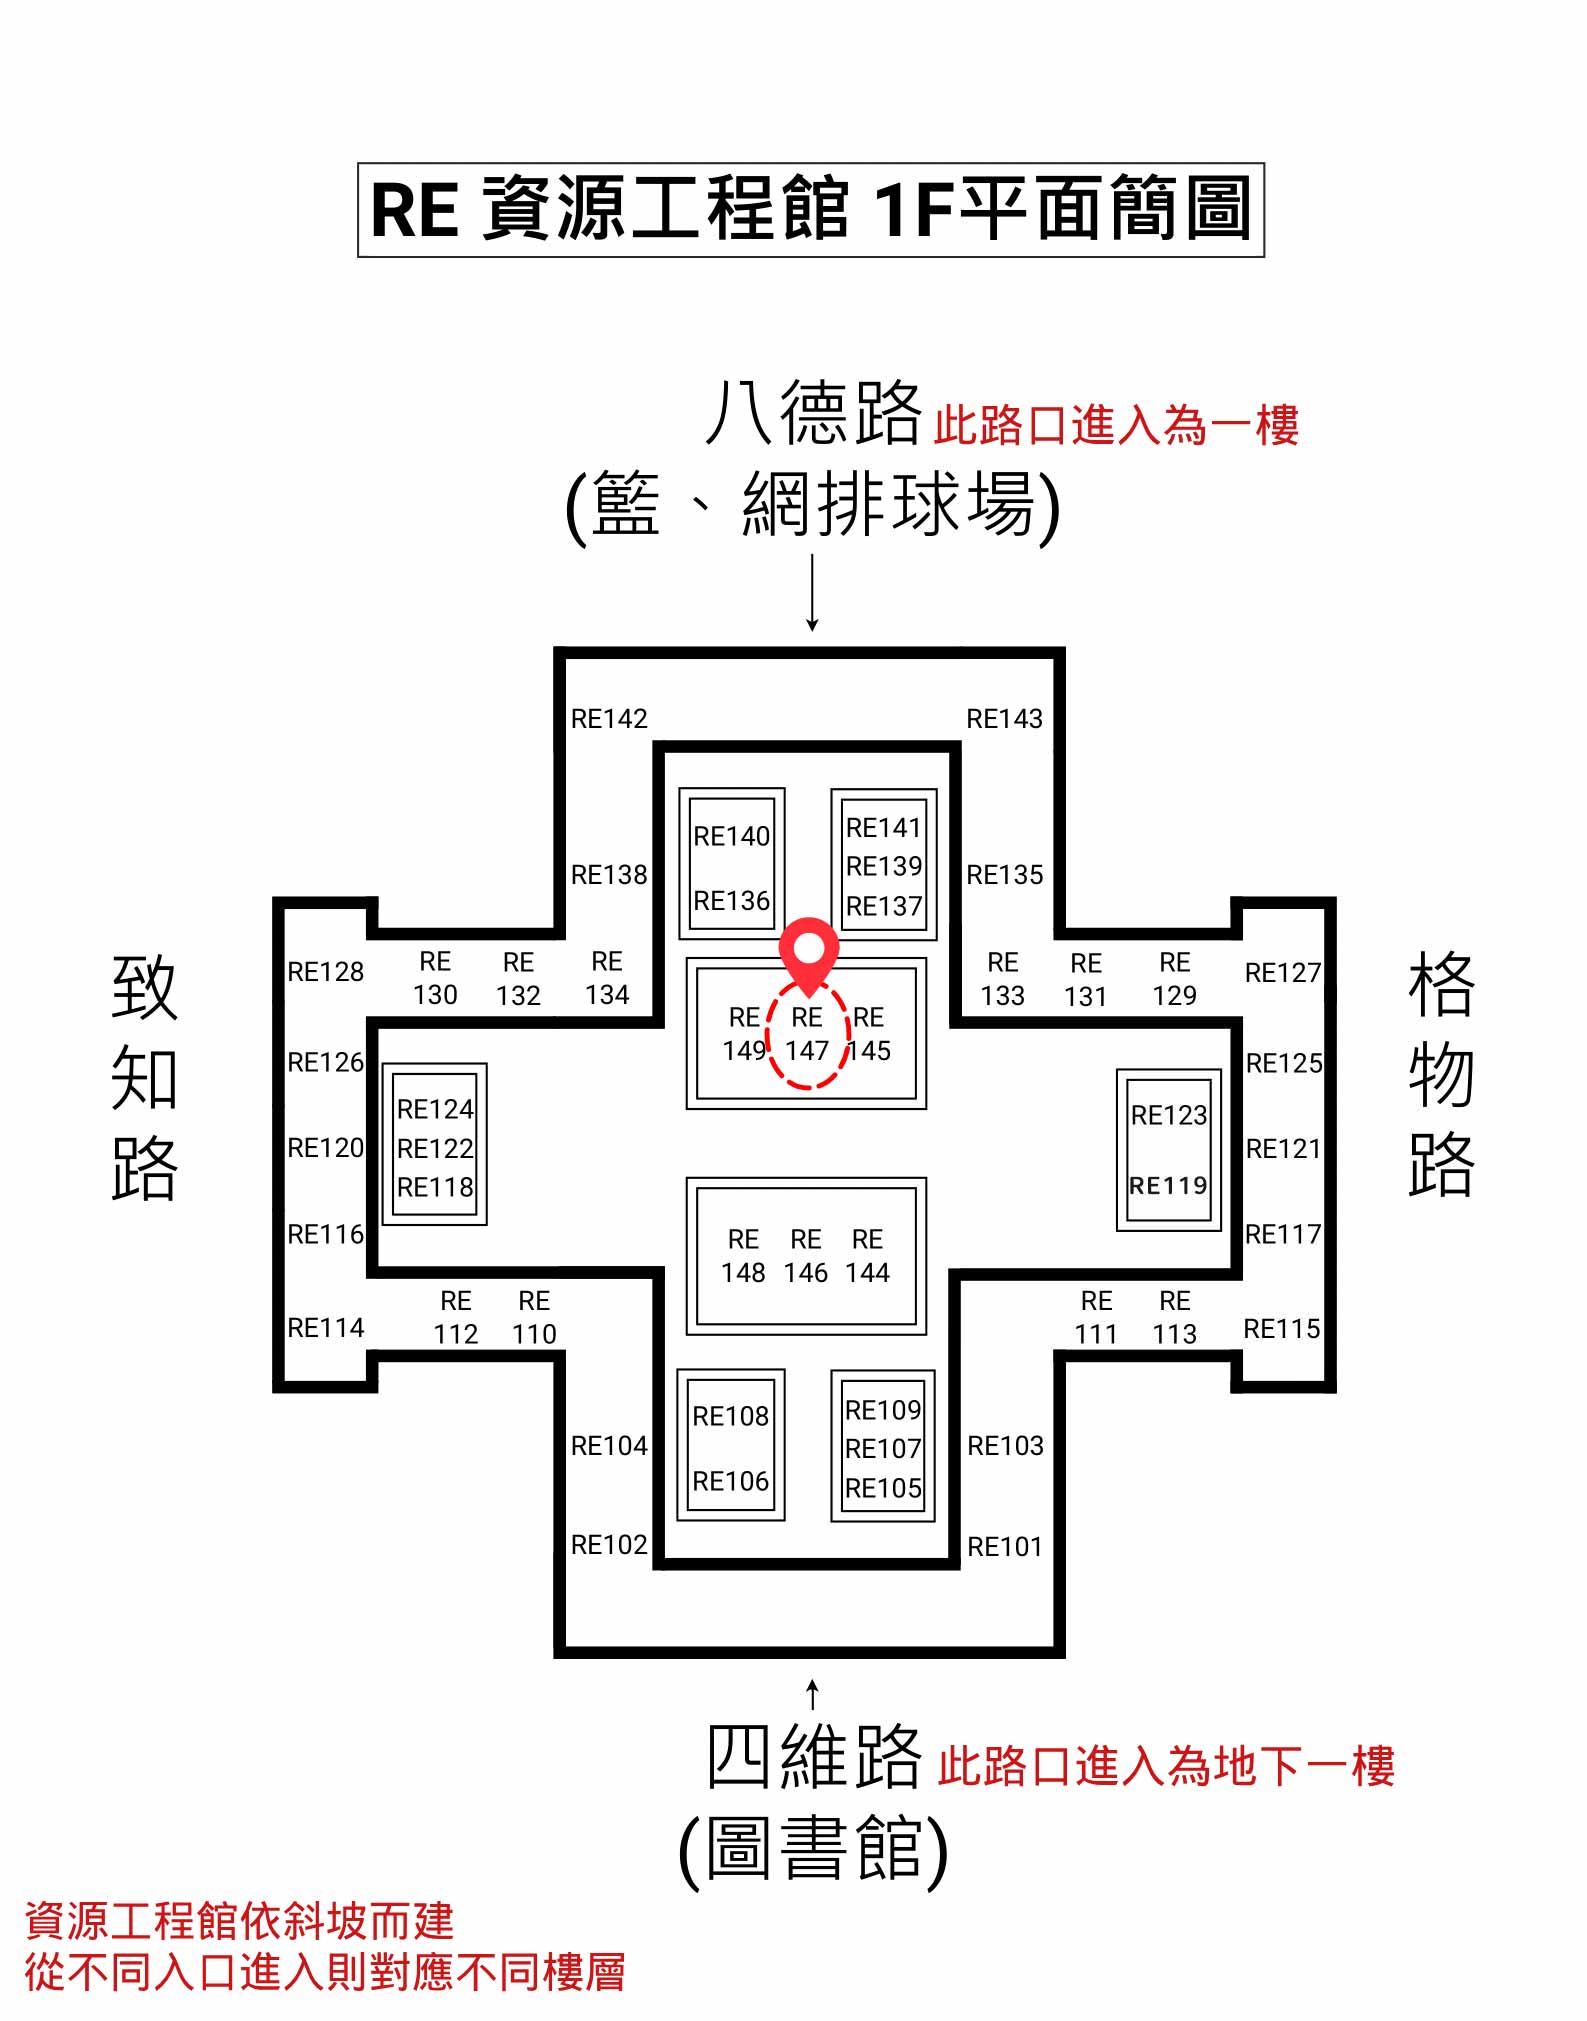 RE 資源工程館 1F平面簡圖
八德路 此路口進入為一樓
(籃、網排球場)
RE142
RE143
RE140
RE136
RE141
RE139
RE137
RE138
RE135
RE128
RE 130
RE 132
RE 134
RE 133
RE 131
RE 129
RE127
RE 149
RE 147
RE 145
致知路
格物路
RE126
RE125
RE124
RE122
RE118
RE123
RE119
RE120
RE121
RE116
RE117
RE 148
RE 146
RE 144
RE114
RE 112
RE 110
RE 111
RE 113
RE115
RE108
RE106
RE109
RE107
RE105
RE104
RE103
RE102
RE101
四維路 此路口進入為地下一樓
(圖書館)
資源工程館依斜坡而建
從不同入口進入則對應不同樓層